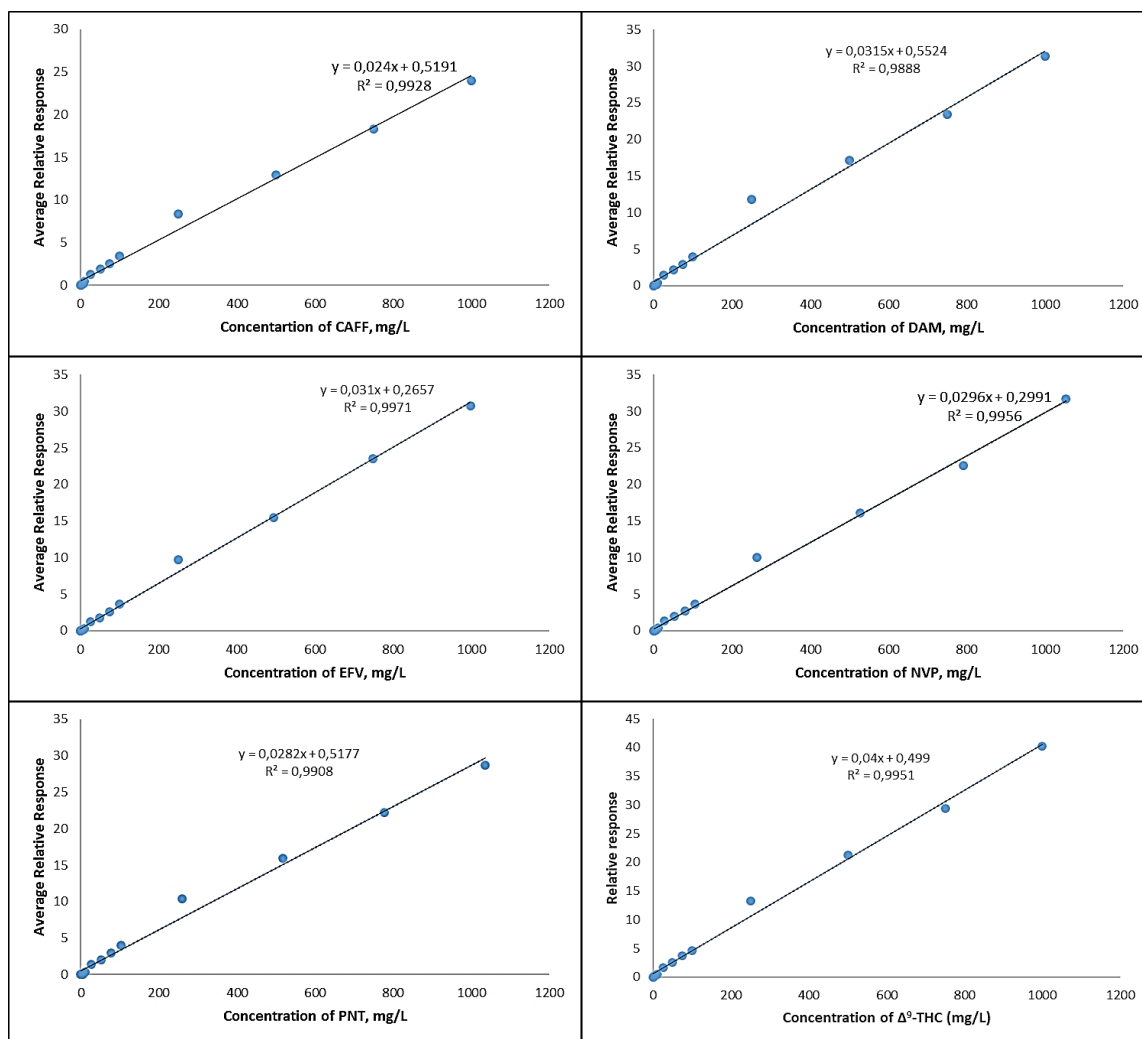 30
25
20
15
10
5
0
Average Relative Response
y = 0,024x + 0,5191
R² = 0,9928
0 200 400 600 800 1000 1200
Concentartion of CAFF, mg/L
35
30
25
20
15
10
5
0
Average Relative Response
y = 0,0315x + 0,5524
R² = 0,9888
0 200 400 600 800 1000 1200
Concentration of DAM, mg/L
35
30
25
20
15
10
5
0
Average Relative Response
y = 0,031x + 0,2657
R² = 0,9971
0 200 400 600 800 1000 1200
Concentration of EFV, mg/L
35
30
25
20
15
10
5
0
Average Relative Response
y = 0,0296x + 0,2991
R² = 0,9956
0 200 400 600 800 1000 1200
Concentration of NVP, mg/L
35
30
25
20
15
10
5
0
Average Relative Response
y = 0,0282x + 0,5177
R² = 0,9908
0 200 400 600 800 1000 1200
Concentration of PNT, mg/L
45
40
35
30
25
20
15
10
5
0
Relative response
y = 0,04x + 0,499
R² = 0,9951
0 200 400 600 800 1000 1200
Concentration of Δ⁹-THC (mg/L)